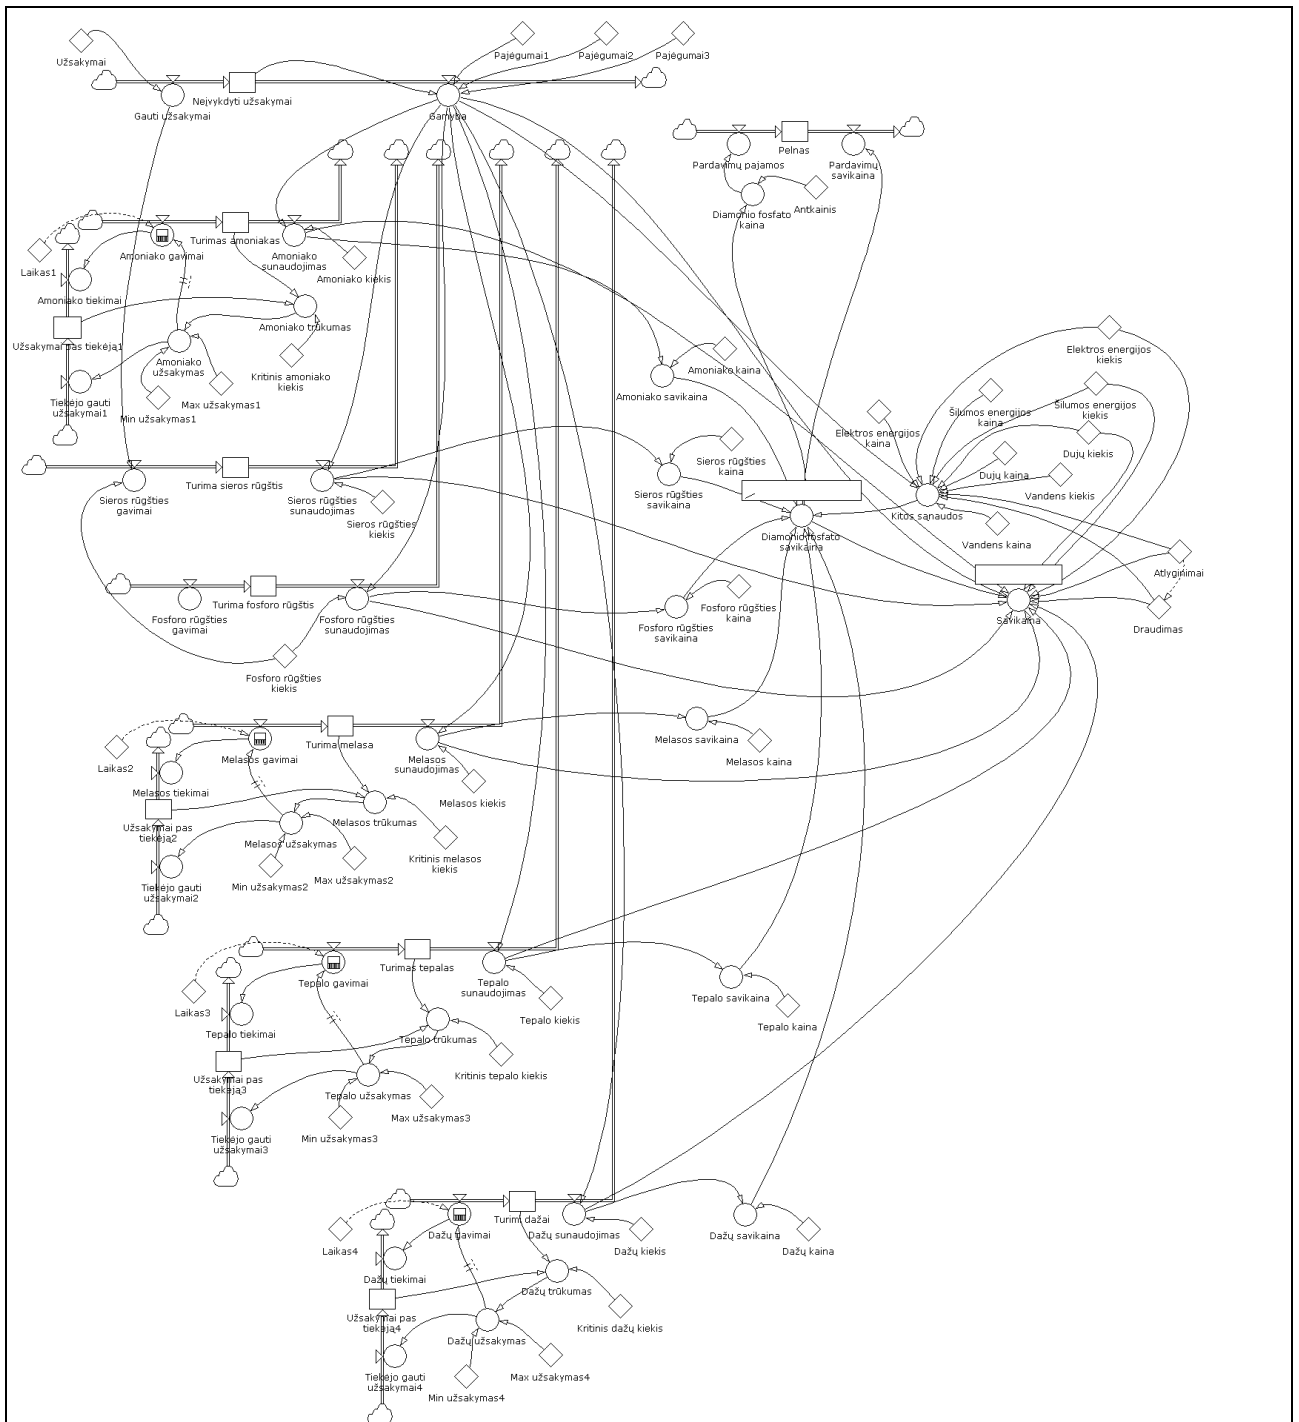 Užsakymai
Pajėgumai1
Pajėgumai2
Pajėgumai3
Gauti užsakymai
Neįvykdyti užsakymai
Gamyba
Pardavimų pajamos
Pelnas
Pardavimų
savikaina
Diamonio fosfato
kaina
Antkainis
Laikas1
Amoniako gavimai
Turimas amoniakas
Amoniako
sunaudojimas
Amoniako kiekis
Amoniako tiekimai
Užsakymai pas tiekėją1
Amoniako trūkumas
Amoniako
užsakymas
Kritinis amoniako
kiekis
Tiekėjo gauti
užsakymai1
Min užsakymas1
Max užsakymas1
Amoniako kaina
Amoniako savikaina
Elektros energijos
kiekis
Šilumos energijos
kaina
Šilumos energijos
kiekis
Elektros energijos
kaina
Dujų kiekis
Dujų kaina
Vandens kiekis
Sieros rūgšties
gavimai
Turima sieros rūgštis
Sieros rūgšties
sunaudojimas
Sieros rūgšties
kiekis
Sieros rūgšties
kaina
Sieros rūgšties
savikaina
Kitos sąnaudos
Vandens kaina
Diamonio fosfato
savikaina
Atlyginimai
Savikaina
Draudimas
Fosforo rūgšties
gavimai
Turima fosforo rūgštis
Fosforo rūgšties
sunaudojimas
Fosforo rūgšties
kaina
Fosforo rūgšties
savikaina
Fosforo rūgšties
kiekis
Laikas2
Melasos gavimai
Turima melasa
Melasos
sunaudojimas
Melasos savikaina
Melasos kaina
Melasos tiekimai
Melasos kiekis
Užsakymai pas
tiekėją2
Melasos trūkumas
Melasos užsakymas
Kritinis melasos
kiekis
Tiekėjo gauti
užsakymai2
Min užsakymas2
Max užsakymas2
Laikas3
Tepalo gavimai
Turimas tepalas
Tepalo
sunaudojimas
Tepalo kiekis
Tepalo savikaina
Tepalo kaina
Tepalo tiekimai
Tepalo trūkumas
Užsakymai pas
tiekėją3
Kritinis tepalo kiekis
Tepalo užsakymas
Tiekėjo gauti
užsakymai3
Min užsakymas3
Max užsakymas3
Laikas4
Dažų gavimai
Turimi dažai
Dažų sunaudojimas
Dažų kiekis
Dažų savikaina
Dažų kaina
Dažų tiekimai
Dažų trūkumas
Užsakymai pas
tiekėją4
Kritinis dažų kiekis
Dažų užsakymas
Tiekėjo gauti
užsakymai4
Min užsakymas4
Max užsakymas4